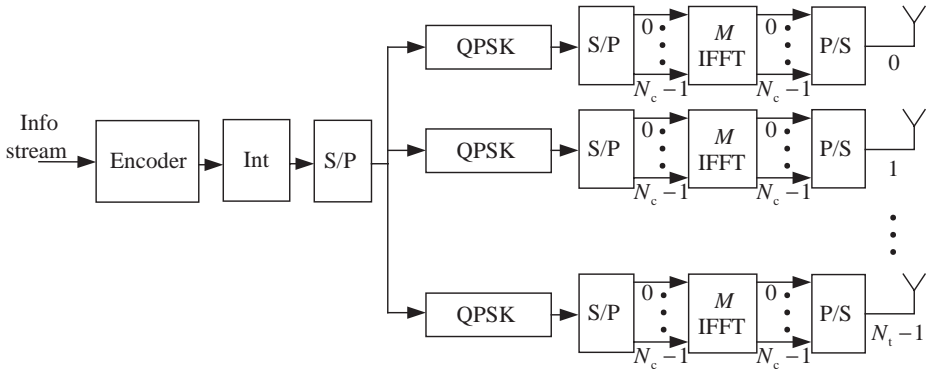 Info
stream
Encoder
Int
S/P
QPSK
S/P
0
N_c −1
M
IFFT
0
N_c −1
P/S
0
QPSK
S/P
0
N_c −1
M
IFFT
0
N_c −1
P/S
1
QPSK
S/P
0
N_c −1
M
IFFT
0
N_c −1
P/S
N_t −1